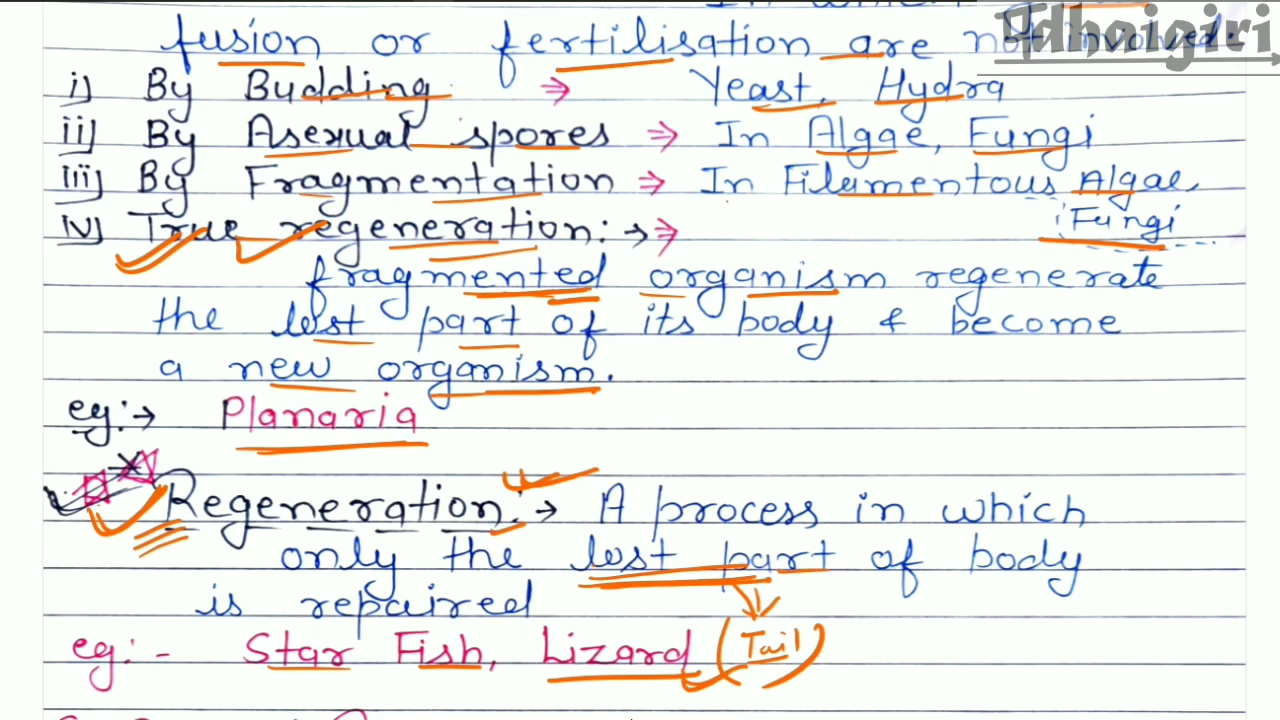 Padhaigiri
fusion or fertilisation are not involved.
i) By Budding ⇒ Yeast, Hydra
ii) By Asexual spores ⇒ In Algae, Fungi
iii) By Fragmentation ⇒ In Filamentous Algae,
Fungi
iv) True regeneration:→⇒
fragmented organism regenerate
the lost part of its body & become
a new organism.
eg:→ Planaria
Regeneration:→ A process in which
only the lost part of body
is repaired
eg:- Star Fish, Lizard (Tail)